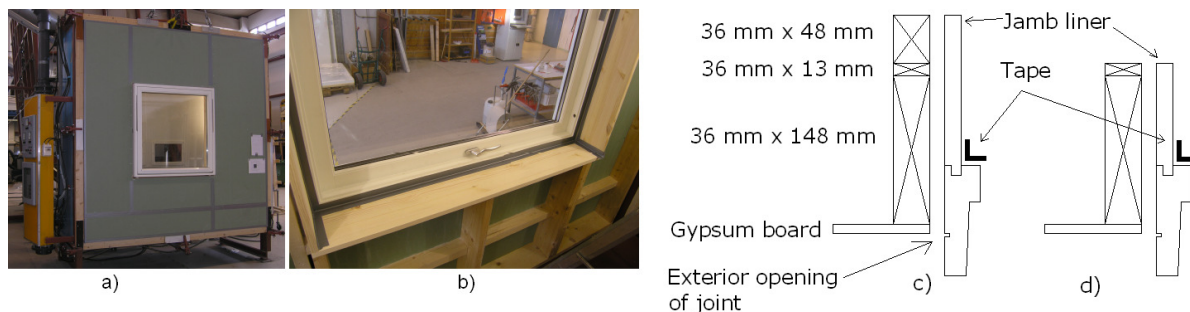 36 mm x 48 mm
36 mm x 13 mm
36 mm x 148 mm
Gypsum board
Exterior opening
of joint
Jamb liner
Tape
a)
b)
c)
d)